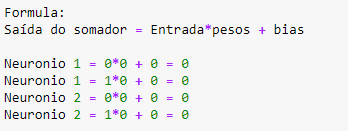 Formula:
Saída do somador = Entrada*pesos + bias
Neuronio 1 = 0*0 + 0 = 0
Neuronio 1 = 1*0 + 0 = 0
Neuronio 2 = 0*0 + 0 = 0
Neuronio 2 = 1*0 + 0 = 0